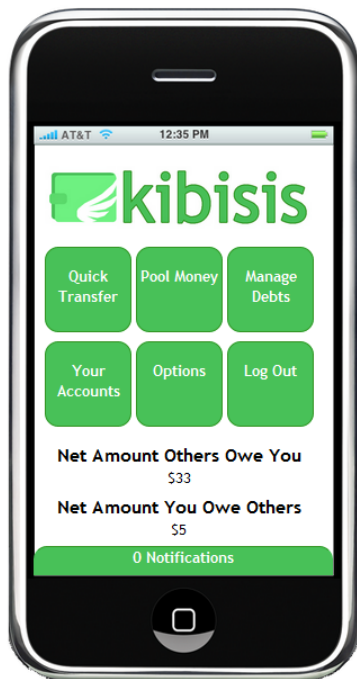 AT&T 12:35 PM
kibisis
Quick Pool Money Manage
Transfer Debts
Your Options Log Out
Accounts
Net Amount Others Owe You
$33
Net Amount You Owe Others
$5
0 Notifications